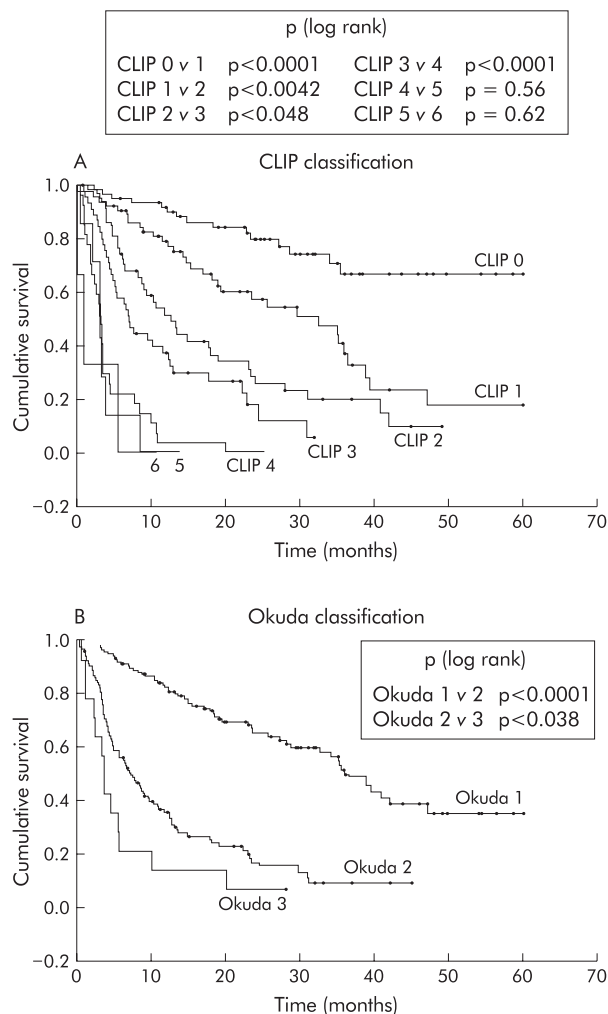 p (log rank)
CLIP 0 v 1 p<0.0001 CLIP 3 v 4 p<0.0001
CLIP 1 v 2 p<0.0042 CLIP 4 v 5 p = 0.56
CLIP 2 v 3 p<0.048 CLIP 5 v 6 p = 0.62
A CLIP classification
1.0
0.8
0.6
0.4
0.2
0.0
−0.2
Cumulative survival
CLIP 0
CLIP 1
CLIP 2
CLIP 3
6 5 CLIP 4
0 10 20 30 40 50 60 70
Time (months)
B Okuda classification
p (log rank)
Okuda 1 v 2 p<0.0001
Okuda 2 v 3 p<0.038
1.0
0.8
0.6
0.4
0.2
0
−0.2
Cumulative survival
Okuda 1
Okuda 2
Okuda 3
0 10 20 30 40 50 60 70
Time (months)